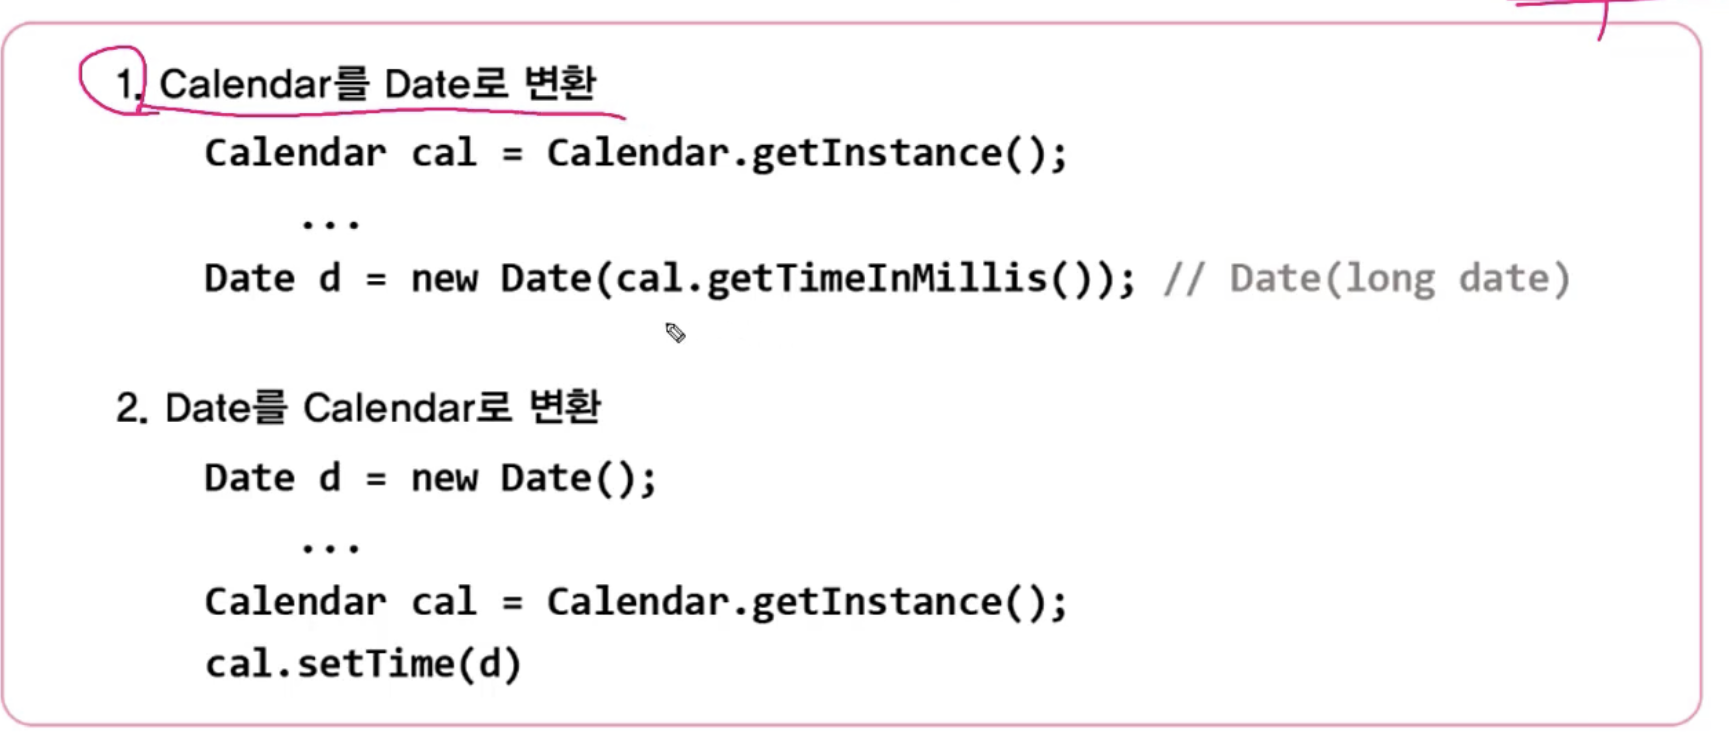 1. Calendar를 Date로 변환
Calendar cal = Calendar.getInstance();
...
Date d = new Date(cal.getTimeInMillis()); // Date(long date)
2. Date를 Calendar로 변환
Date d = new Date();
...
Calendar cal = Calendar.getInstance();
cal.setTime(d)